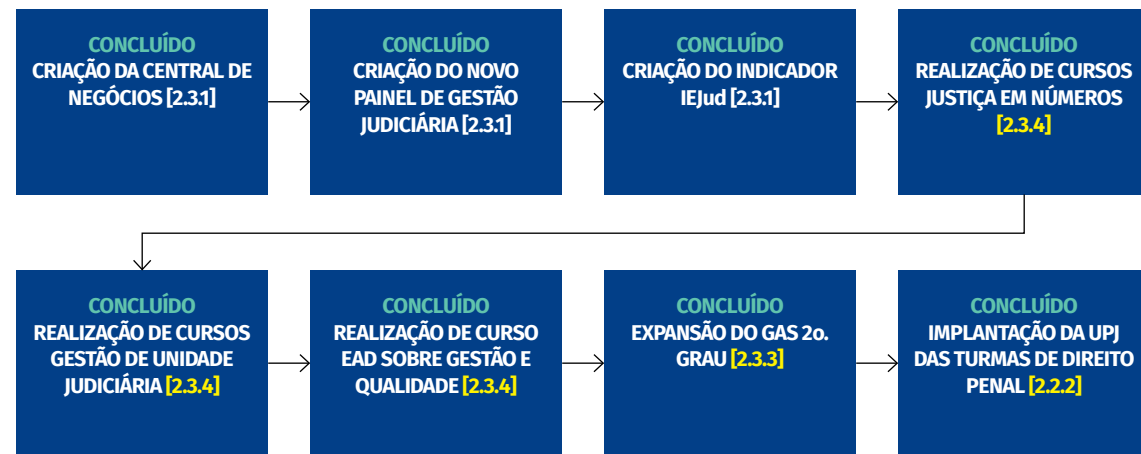 CONCLUÍDO
CRIAÇÃO DA CENTRAL DE
NEGÓCIOS [2.3.1]
CONCLUÍDO
CRIAÇÃO DO NOVO
PAINEL DE GESTÃO
JUDICIÁRIA [2.3.1]
CONCLUÍDO
CRIAÇÃO DO INDICADOR
IEJud [2.3.1]
CONCLUÍDO
REALIZAÇÃO DE CURSOS
JUSTIÇA EM NÚMEROS
[2.3.4]
CONCLUÍDO
REALIZAÇÃO DE CURSOS
GESTÃO DE UNIDADE
JUDICIÁRIA [2.3.4]
CONCLUÍDO
REALIZAÇÃO DE CURSO
EAD SOBRE GESTÃO E
QUALIDADE [2.3.4]
CONCLUÍDO
EXPANSÃO DO GAS 2o.
GRAU [2.3.3]
CONCLUÍDO
IMPLANTAÇÃO DA UPJ
DAS TURMAS DE DIREITO
PENAL [2.2.2]